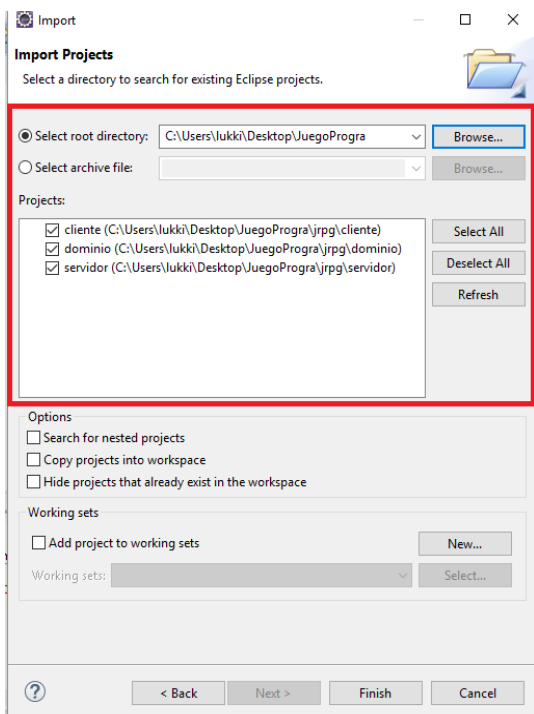 Import
Import Projects
Select a directory to search for existing Eclipse projects.
Select root directory: C:\Users\lukki\Desktop\JuegoProgra Browse...
Select archive file: Browse...
Projects:
cliente (C:\Users\lukki\Desktop\JuegoProgra\jrpg\cliente) Select All
dominio (C:\Users\lukki\Desktop\JuegoProgra\jrpg\dominio) Deselect All
servidor (C:\Users\lukki\Desktop\JuegoProgra\jrpg\servidor)
Refresh
Options
Search for nested projects
Copy projects into workspace
Hide projects that already exist in the workspace
Working sets
Add project to working sets New...
Working sets: Select...
? < Back Next > Finish Cancel